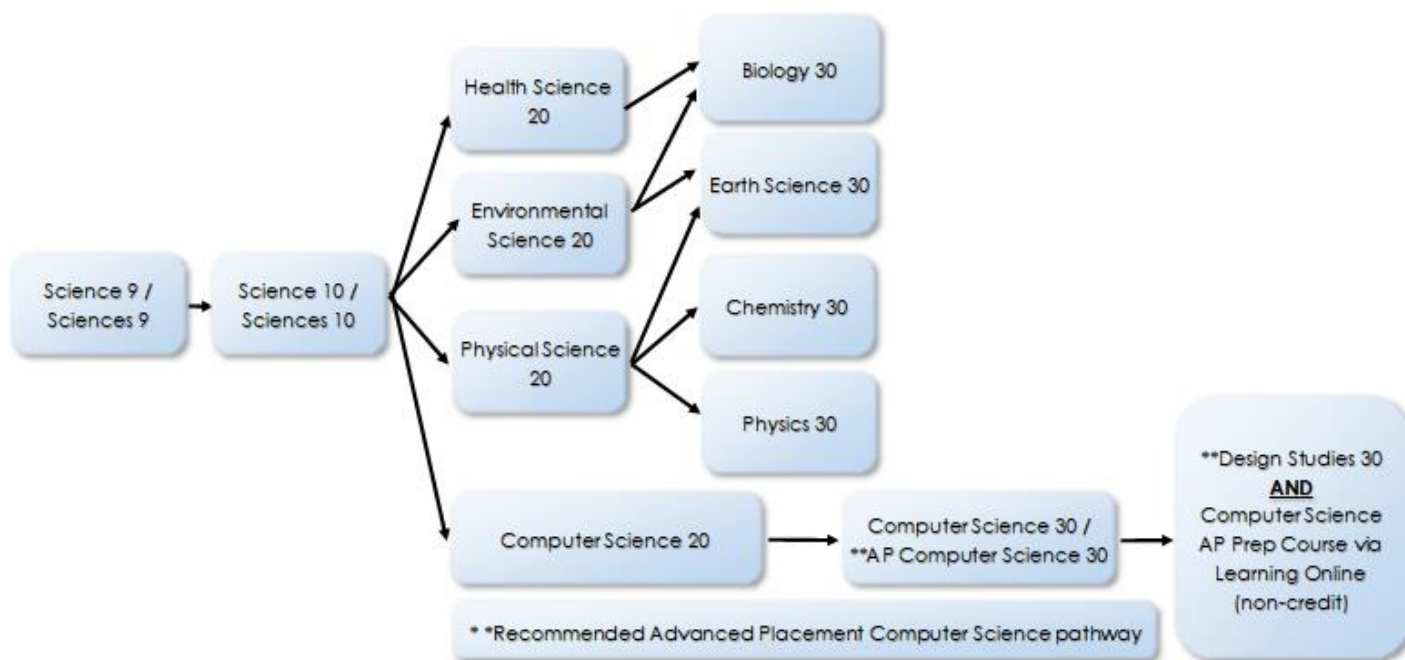 Science 9 /
Sciences 9
Science 10 /
Sciences 10
Health Science
20
Environmental
Science 20
Physical Science
20
Computer Science 20
Biology 30
Earth Science 30
Chemistry 30
Physics 30
Computer Science 30 /
**AP Computer Science 30
**Design Studies 30
AND
Computer Science
AP Prep Course via
Learning Online
(non-credit)
* *Recommended Advanced Placement Computer Science pathway